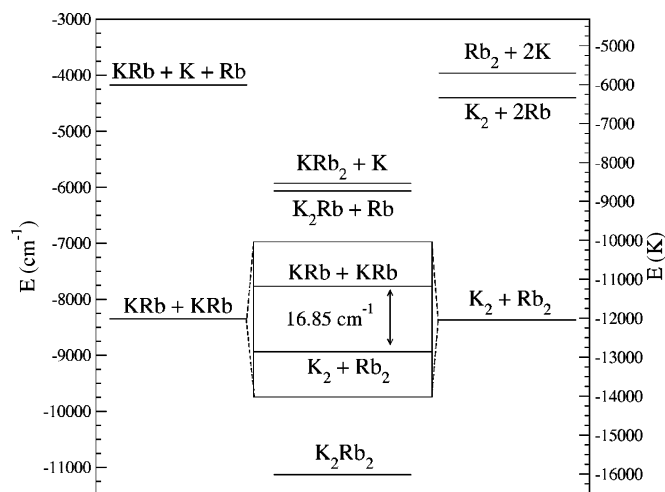 -3000
-4000
-5000
-6000
-7000
-8000
-9000
-10000
-11000
E (cm⁻¹)
KRb + K + Rb
KRb + KRb
KRb₂ + K
K₂Rb + Rb
KRb + KRb
16.85 cm⁻¹
K₂ + Rb₂
K₂Rb₂
Rb₂ + 2K
K₂ + 2Rb
K₂ + Rb₂
-5000
-6000
-7000
-8000
-9000
-10000
-11000
-12000
-13000
-14000
-15000
-16000
E (K)